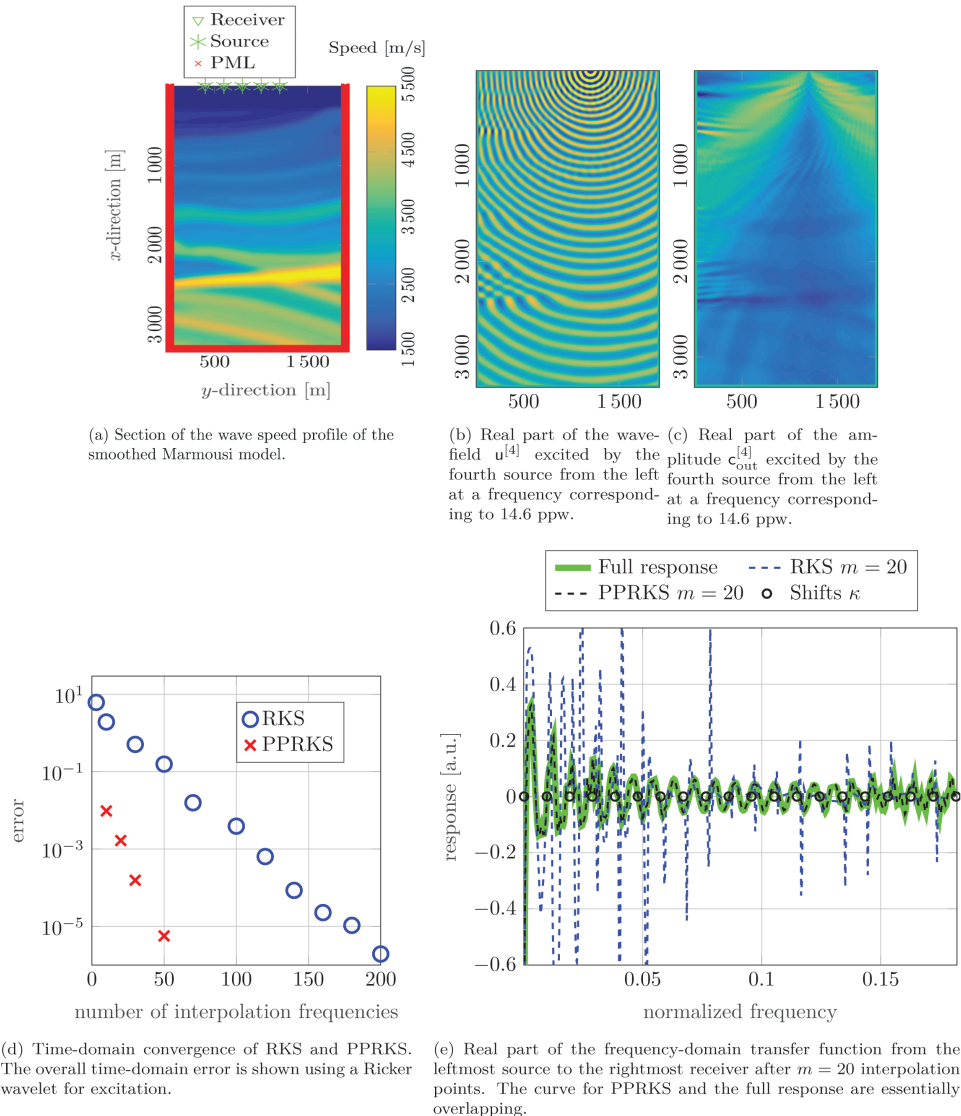 Receiver
Source
PML
Speed [m/s]
5 500
4 500
3 500
2 500
1 500
1 000
2 000
3 000
x-direction [m]
500
1 500
y-direction [m]
1 000
2 000
3 000
500
1 500
1 000
2 000
3 000
500
1 500
(a) Section of the wave speed profile of the
smoothed Marmousi model.
(b) Real part of the wave-
field u[4] excited by the
fourth source from the left
at a frequency correspond-
ing to 14.6 ppw.
(c) Real part of the am-
plitude c[4]out excited by the
fourth source from the left
at a frequency correspond-
ing to 14.6 ppw.
10^1
10^−1
10^−3
10^−5
error
RKS
PPRKS
0
50
100
150
200
number of interpolation frequencies
Full response
RKS m = 20
PPRKS m = 20
Shifts κ
0.6
0.4
0.2
0
−0.2
−0.4
−0.6
response [a.u.]
0.05
0.1
0.15
normalized frequency
(d) Time-domain convergence of RKS and PPRKS.
The overall time-domain error is shown using a Ricker
wavelet for excitation.
(e) Real part of the frequency-domain transfer function from the
leftmost source to the rightmost receiver after m = 20 interpolation
points. The curve for PPRKS and the full response are essentially
overlapping.